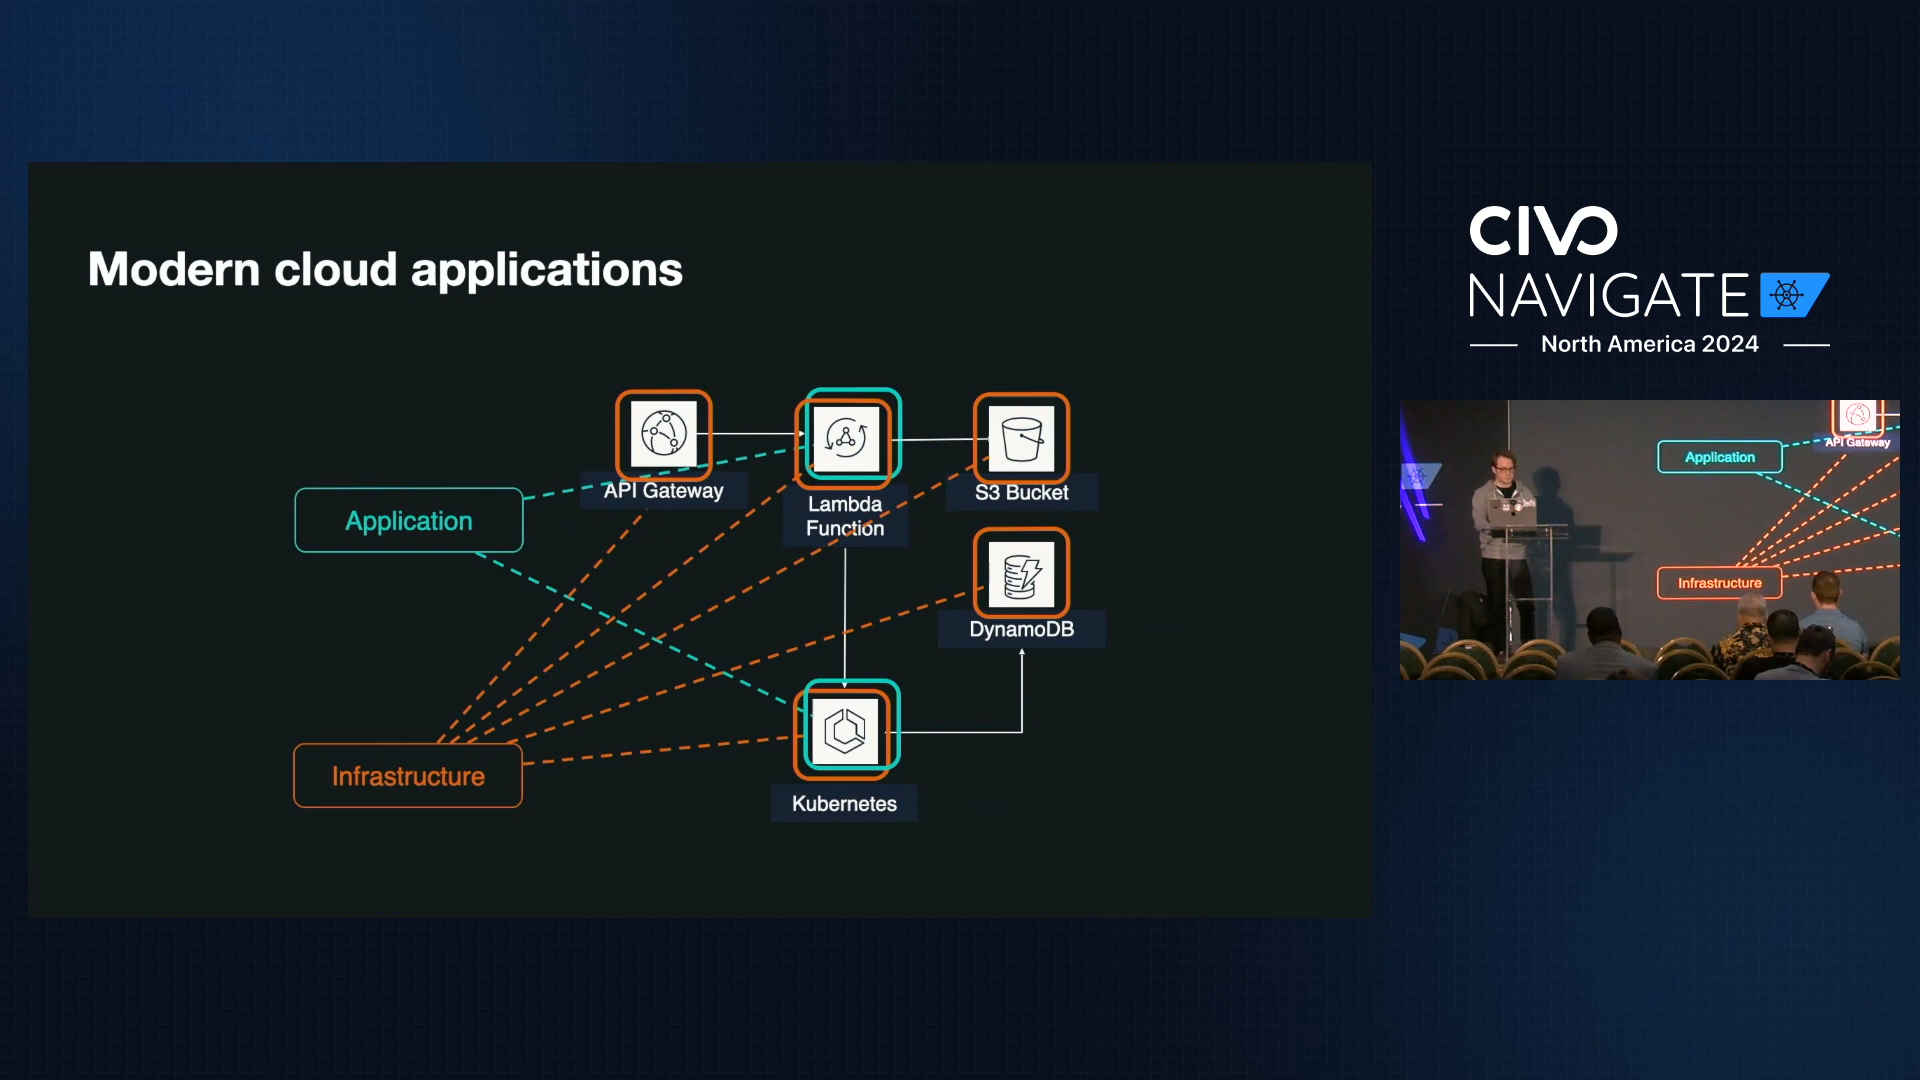 Modern cloud applications
API Gateway
Lambda
Function
S3 Bucket
Application
DynamoDB
Infrastructure
Kubernetes
CIVO
NAVIGATE
North America 2024
API Gateway
Application
Infrastructure